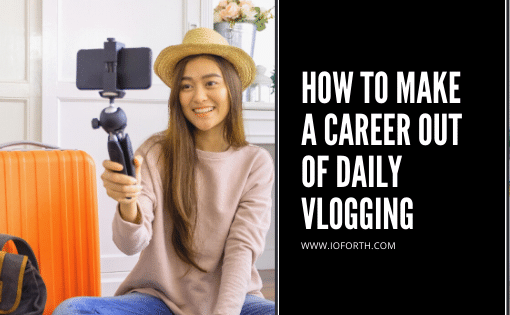 HOW TO MAKE
A CAREER OUT
OF DAILY
VLOGGING
WWW.IOFORTH.COM